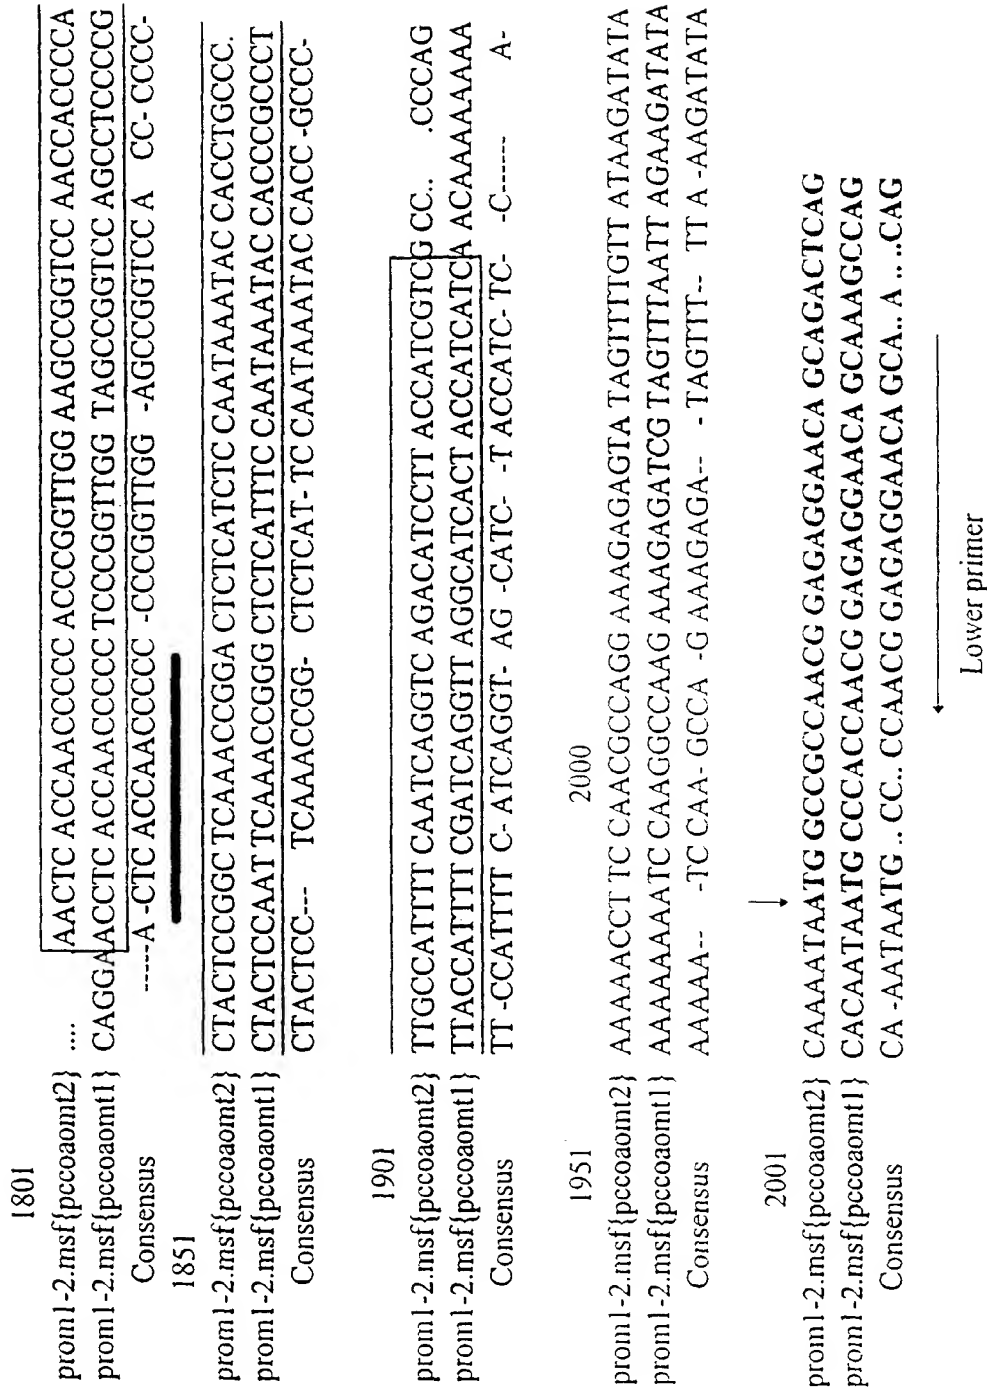 1801
prom1-2.msf{pccoaomt2} .... AACTC ACCAACCCCC ACCCGGTTGG AAGCCGGTCC AACCACCCCA
prom1-2.msf{pccoaomt1} CAGGAACCTC ACCAACCCCC TCCCGGTTGG TAGCCGGTCC AGCCTCCCCG
Consensus -----A -CTC ACCAACCCCC -CCCGGTTGG -AGCCGGTCC A CC- CCCC-
1851
prom1-2.msf{pccoaomt2} CTACTCCGGC TCAAACCGGA CTCTCATCTC CAATAAATAC CACCTGCCC.
prom1-2.msf{pccoaomt1} CTACTCCAAT TCAAACCGGG CTCTCATTTC CAATAAATAC CACCCGCCCT
Consensus CTACTCC--- TCAAACCGG- CTCTCAT- TC CAATAAATAC CACC -GCCC-
1901
prom1-2.msf{pccoaomt2} TTGCCATTTT CAATCAGGTC AGACATCCTT ACCATCGTCG CC.. .CCCAG
prom1-2.msf{pccoaomt1} TTACCATTTT CGATCAGGTT AGGCATCACT ACCATCATCA ACAAAAAAAA
Consensus TT -CCATTTT C- ATCAGGT- AG -CATC- -T ACCATC- TC- -C------ A-
1951 2000
prom1-2.msf{pccoaomt2} AAAAACCT TC CAACGCCAGG AAAGAGAGTA TAGTTTTGTT ATAAGATATA
prom1-2.msf{pccoaomt1} AAAAAAAATC CAAGGCCAAG AAAGAGATCG TAGTTTAATT AGAAGATATA
Consensus AAAAA-- -TC CAA- GCCA -G AAAGAGA-- - TAGTTT-- TT A -AAGATATA
2001
prom1-2.msf{pccoaomt2} CAAAATAATG GCCGCCAACG GAGAGGAACA GCAGACTCAG
prom1-2.msf{pccoaomt1} CACAATAATG CCCACCAACG GAGAGGAACA GCAAAGCCAG
Consensus CA -AATAATG .. CC.. CCAACG GAGAGGAACA GCA.. A .. ..CAG
Lower primer